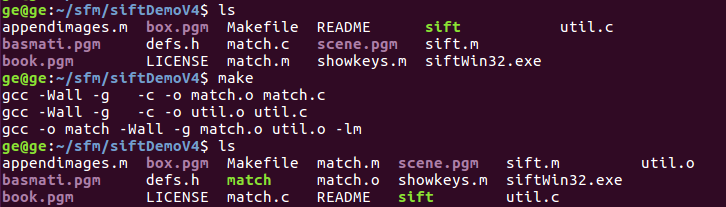 ge@ge:~/sfm/siftDemoV4$ ls
appendimages.m  box.pgm  Makefile  README      sift           util.c
basmati.pgm     defs.h   match.c   scene.pgm   sift.m
book.pgm        LICENSE  match.m   showkeys.m  siftWin32.exe
ge@ge:~/sfm/siftDemoV4$ make
gcc -Wall -g   -c -o match.o match.c
gcc -Wall -g   -c -o util.o util.c
gcc -o match -Wall -g match.o util.o -lm
ge@ge:~/sfm/siftDemoV4$ ls
appendimages.m  box.pgm  Makefile  match.m  scene.pgm   sift.m         util.o
basmati.pgm     defs.h   match     match.o  showkeys.m  siftWin32.exe
book.pgm        LICENSE  match.c   README   sift        util.c